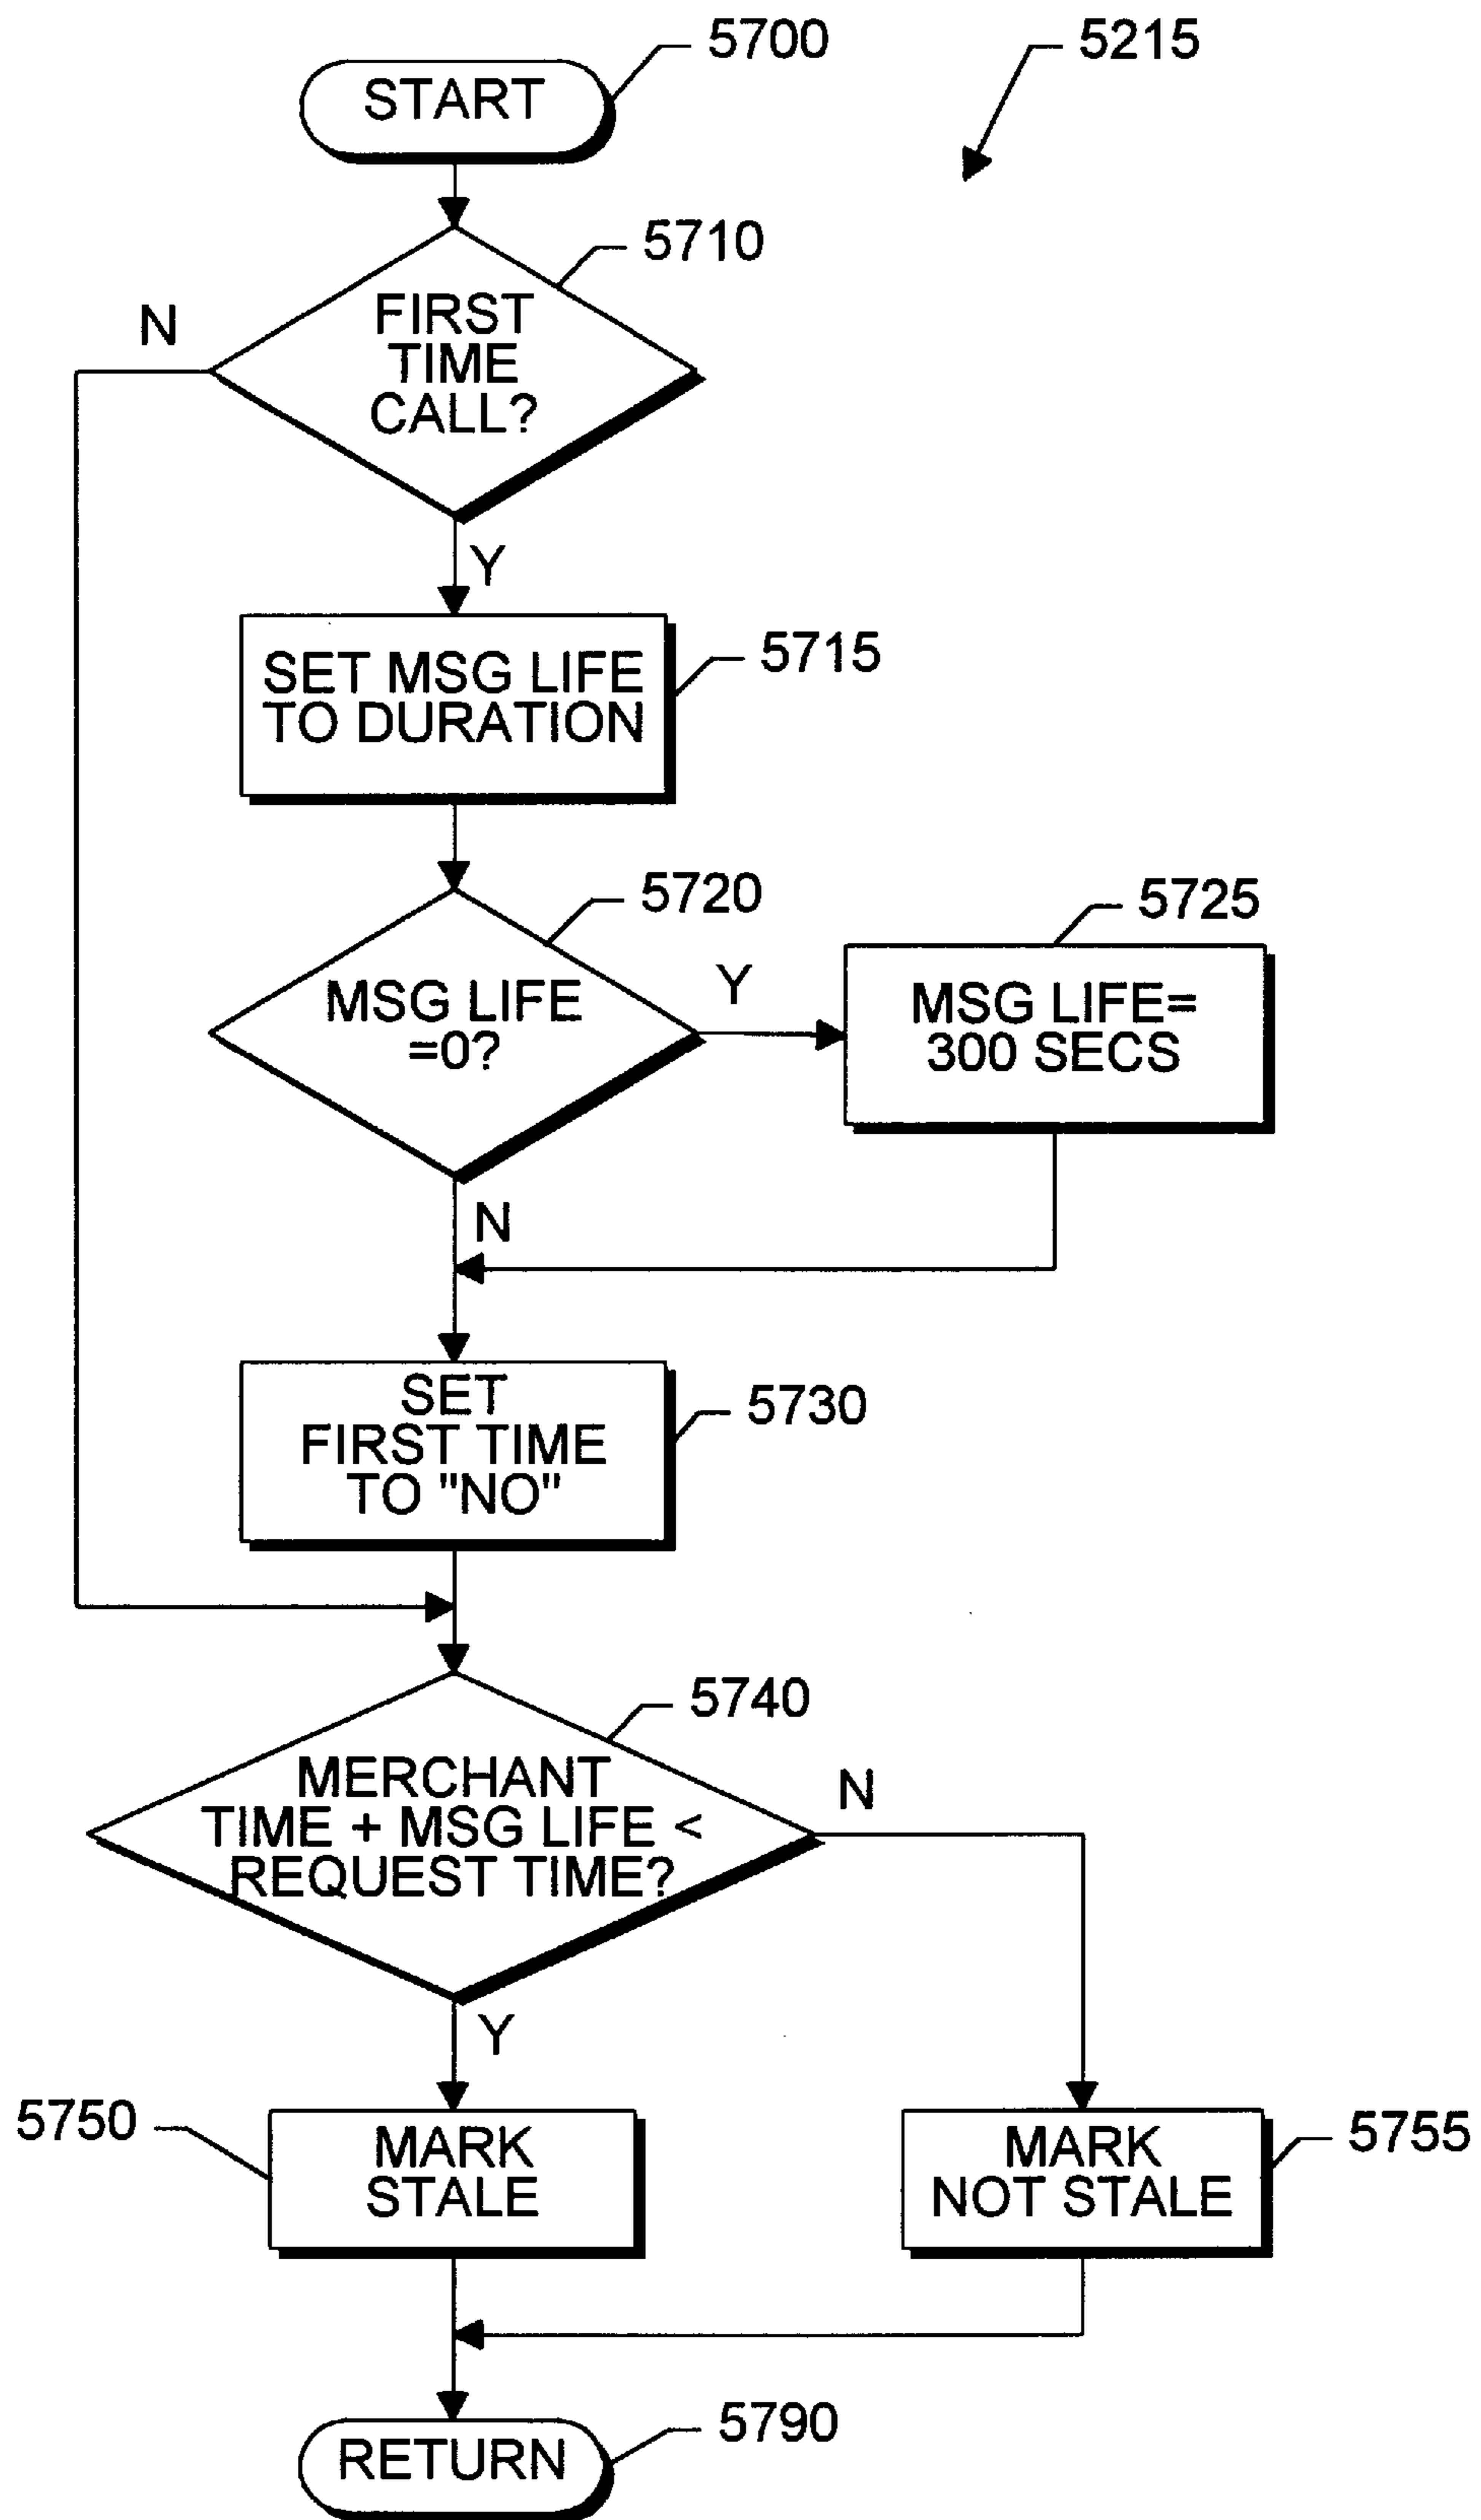 5700
5215
START
5710
N
FIRST
TIME
CALL?
Y
5715
SET MSG LIFE
TO DURATION
5720
5725
MSG LIFE
=0?
Y
MSG LIFE=
300 SECS
N
SET
FIRST TIME
TO "NO"
5730
5740
MERCHANT
TIME + MSG LIFE <
REQUEST TIME?
N
Y
5750
MARK
STALE
MARK
NOT STALE
5755
5790
RETURN